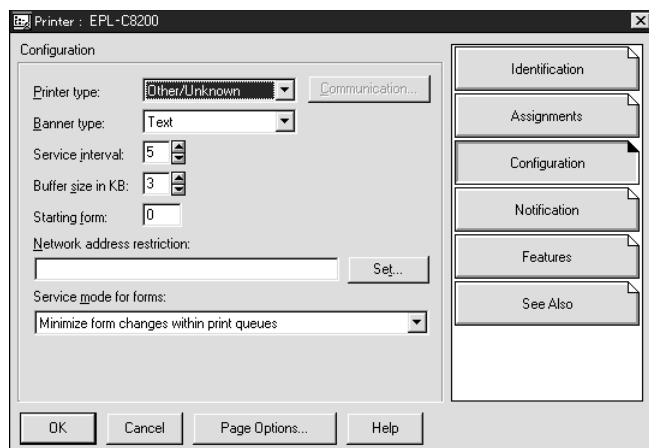 Printer : EPL-C8200
Configuration
Printer type: Other/Unknown Communication...
Banner type: Text
Service interval: 5
Buffer size in KB: 3
Starting form: 0
Network address restriction:
Set...
Service mode for forms:
Minimize form changes within print queues
OK Cancel Page Options... Help
Identification
Assignments
Configuration
Notification
Features
See Also